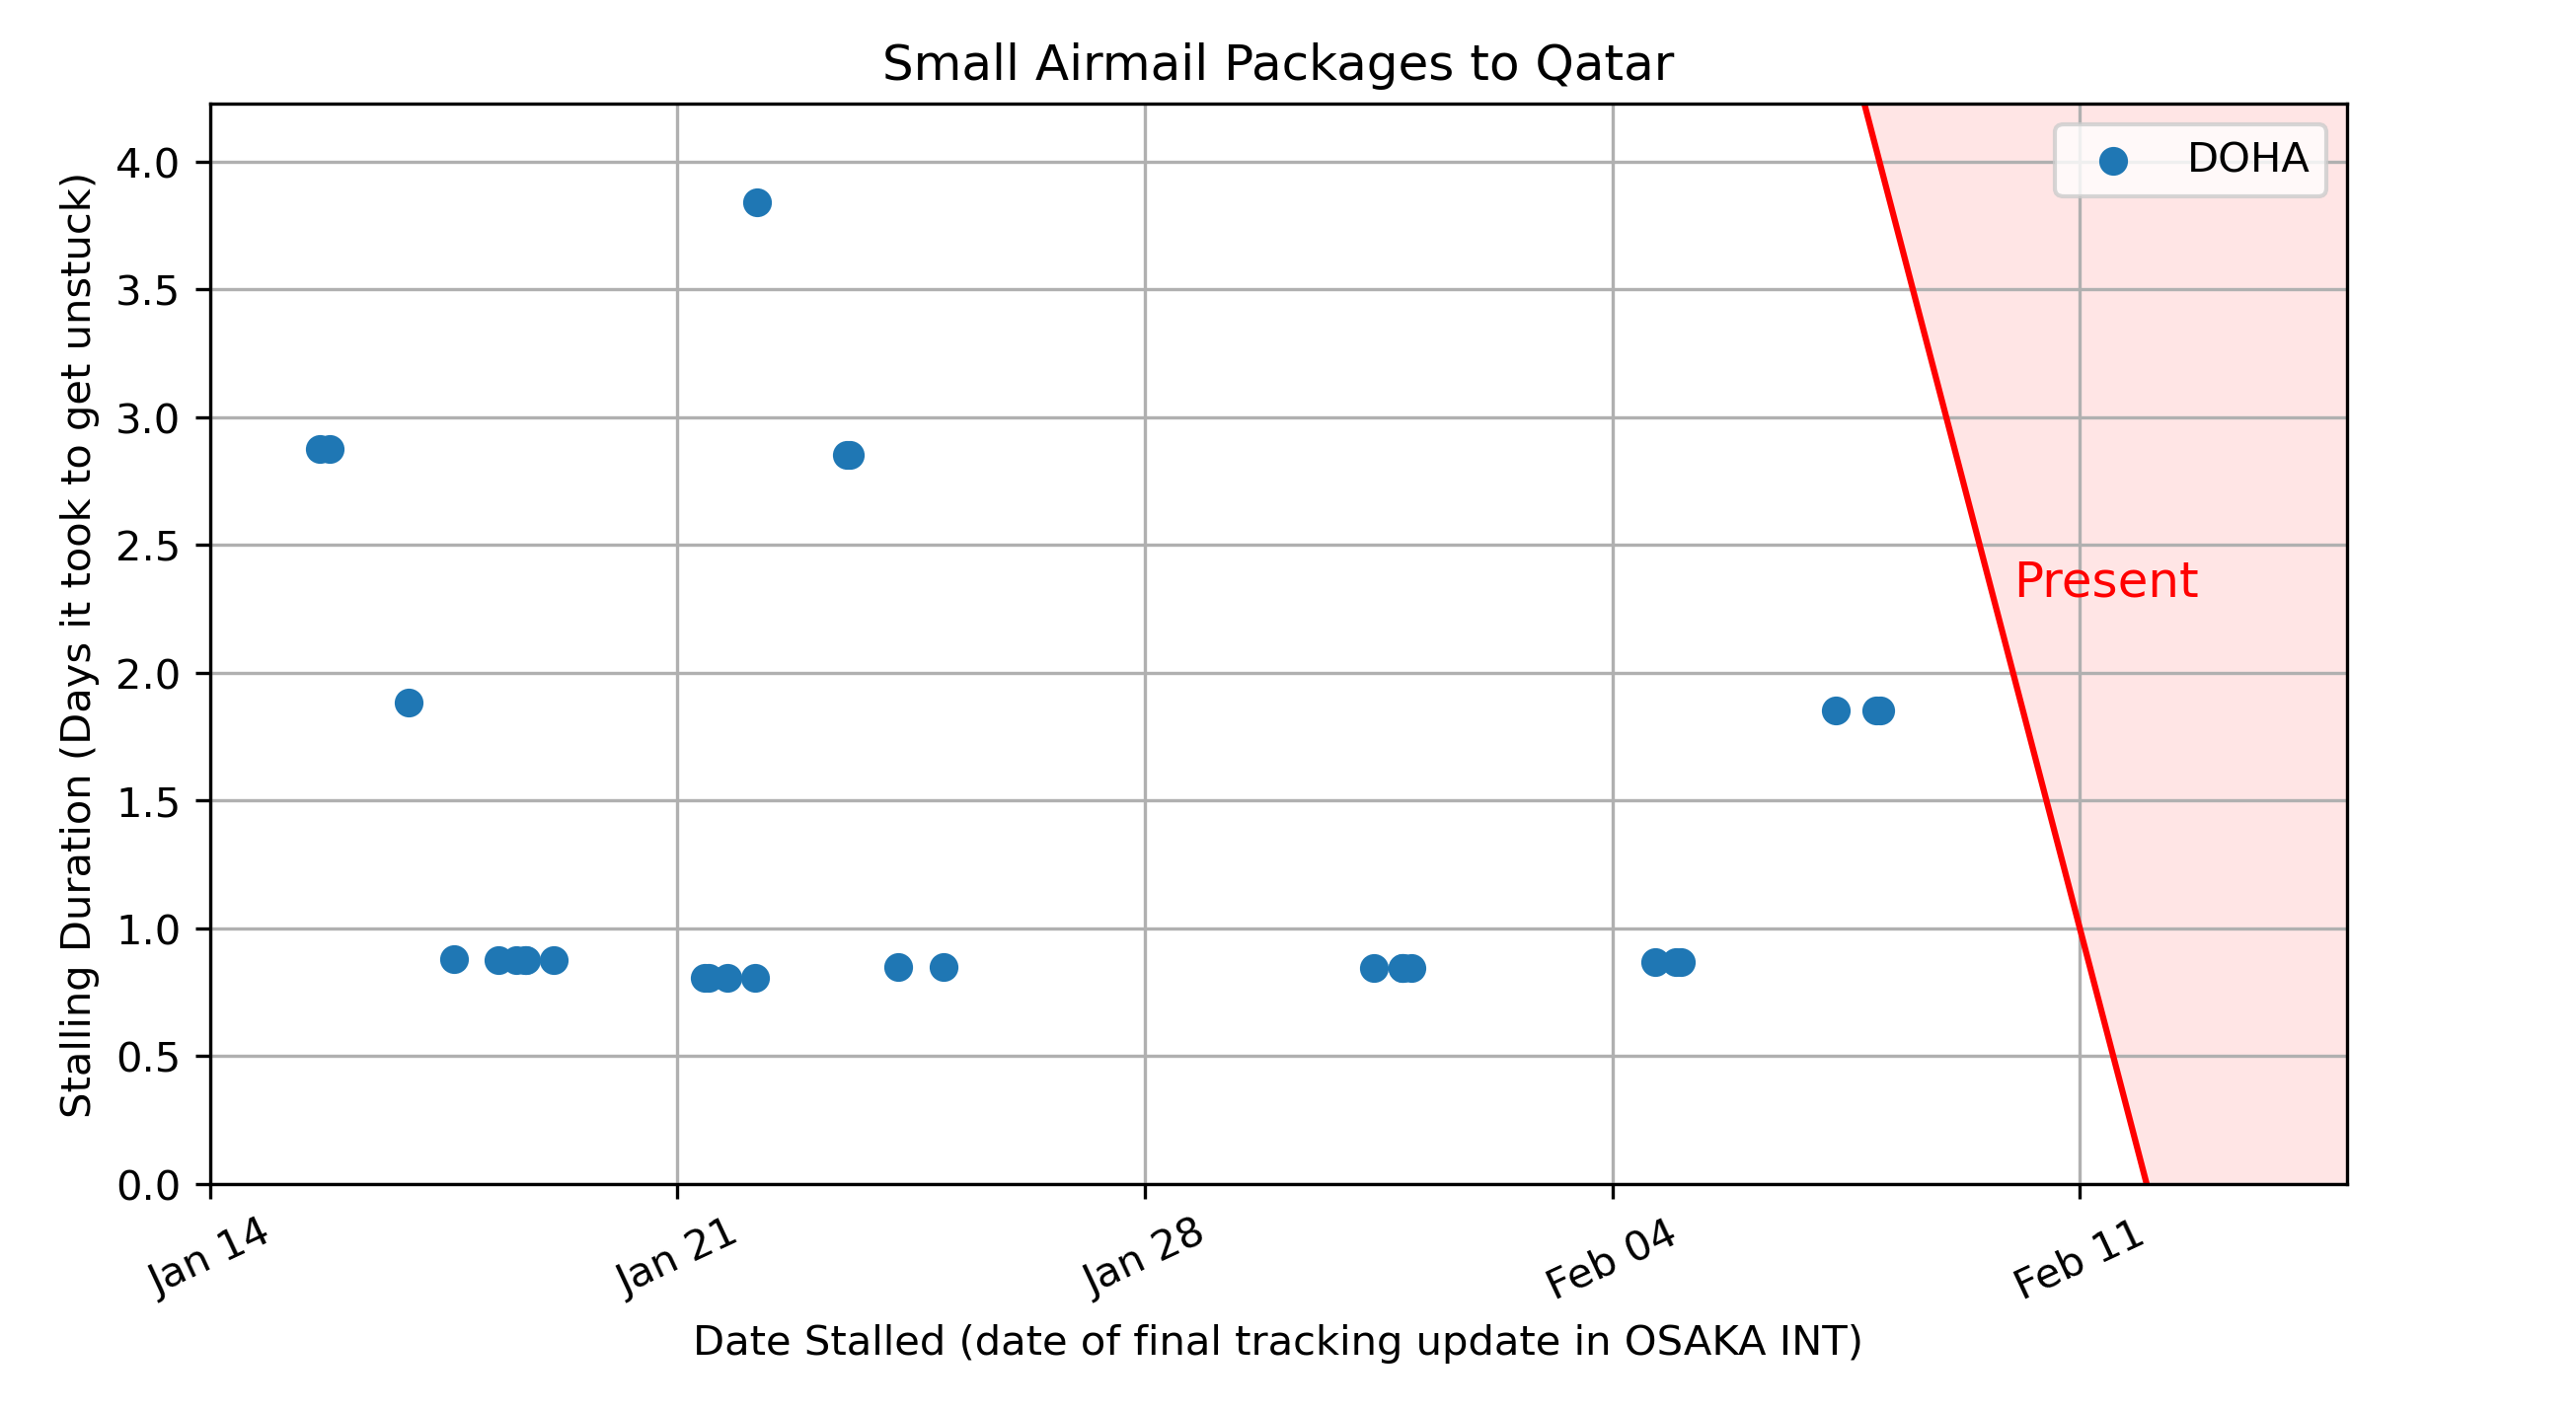 Small Airmail Packages to Qatar
DOHA
Present
Stalling Duration (Days it took to get unstuck)
4.0
3.5
3.0
2.5
2.0
1.5
1.0
0.5
0.0
Jan 14
Jan 21
Jan 28
Feb 04
Feb 11
Date Stalled (date of final tracking update in OSAKA INT)